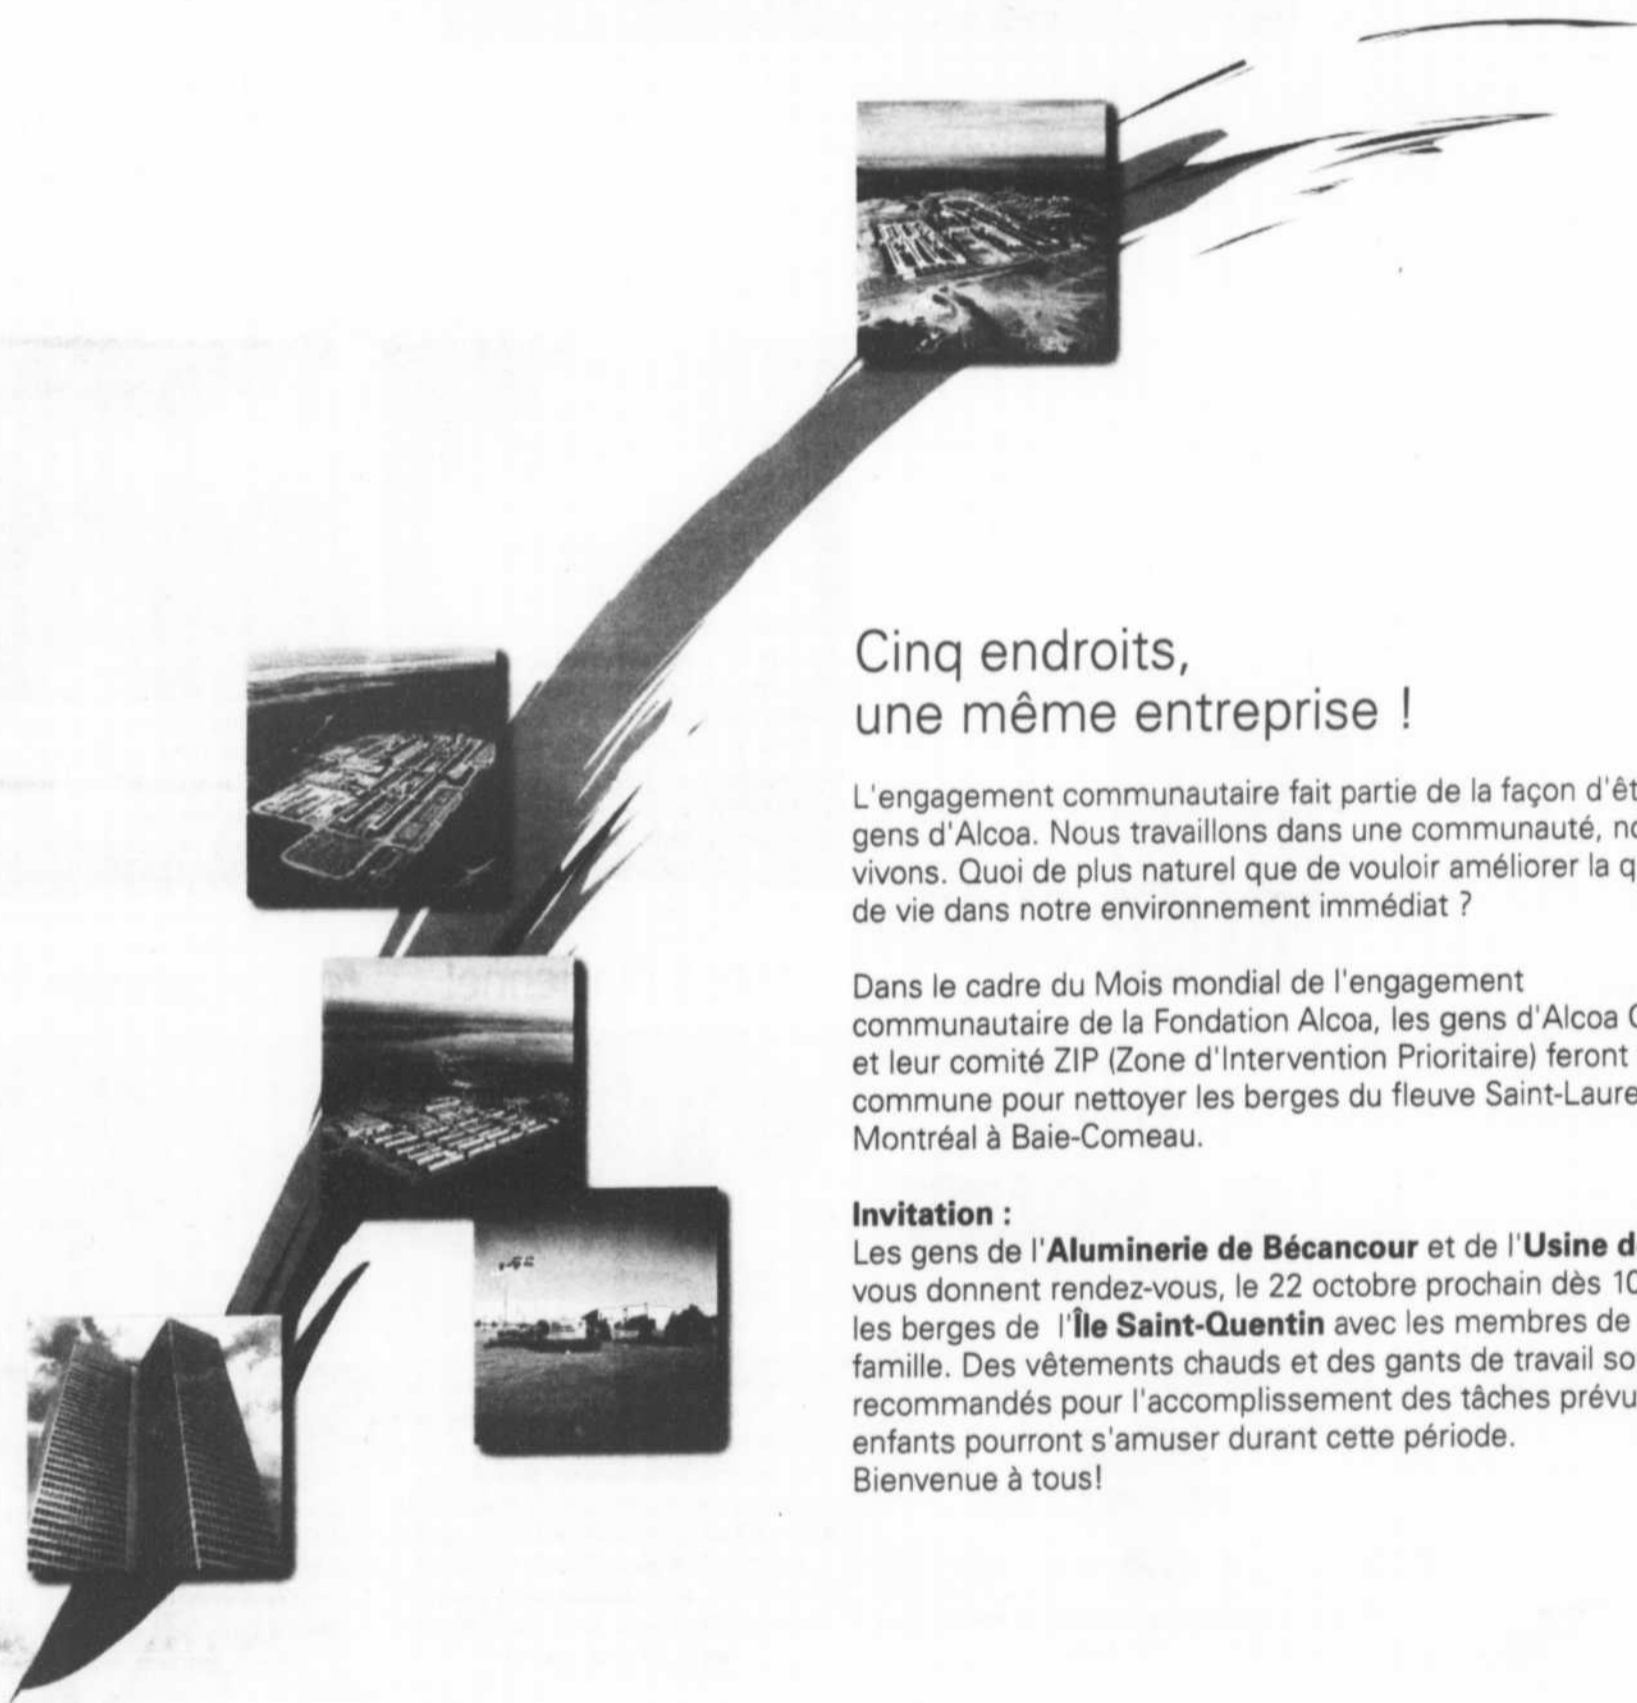 Cinq endroits,
une même entreprise !
L'engagement communautaire fait partie de la façon d'êt
gens d'Alcoa. Nous travaillons dans une communauté, no
vivons. Quoi de plus naturel que de vouloir améliorer la q
de vie dans notre environnement immédiat ?
Dans le cadre du Mois mondial de l'engagement
communautaire de la Fondation Alcoa, les gens d'Alcoa C
et leur comité ZIP (Zone d'Intervention Prioritaire) feront
commune pour nettoyer les berges du fleuve Saint-Laure
Montréal à Baie-Comeau.
Invitation :
Les gens de l'Aluminerie de Bécancour et de l'Usine d
vous donnent rendez-vous, le 22 octobre prochain dès 10
les berges de l'Île Saint-Quentin avec les membres de
famille. Des vêtements chauds et des gants de travail so
recommandés pour l'accomplissement des tâches prévu
enfants pourront s'amuser durant cette période.
Bienvenue à tous!